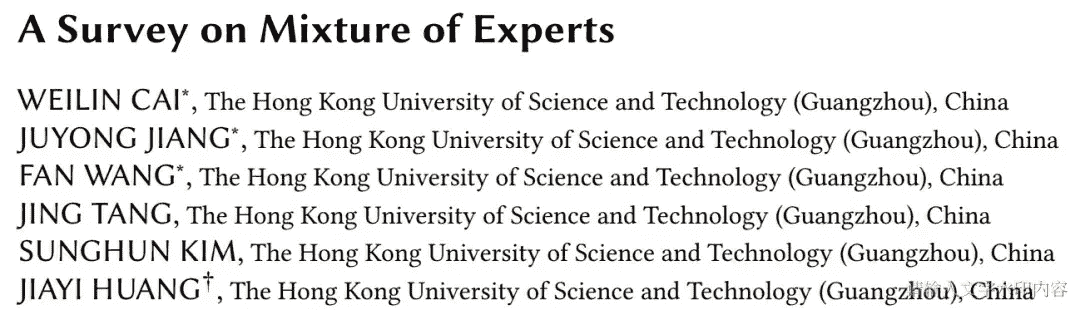 A Survey on Mixture of Experts
WEILIN CAI*, The Hong Kong University of Science and Technology (Guangzhou), China
JUYONG JIANG*, The Hong Kong University of Science and Technology (Guangzhou), China
FAN WANG*, The Hong Kong University of Science and Technology (Guangzhou), China
JING TANG, The Hong Kong University of Science and Technology (Guangzhou), China
SUNGHUN KIM, The Hong Kong University of Science and Technology (Guangzhou), China
JIAYI HUANG†, The Hong Kong University of Science and Technology (Guangzhou), China